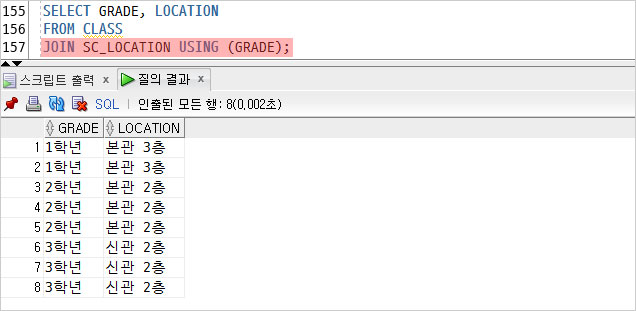 155 SELECT GRADE, LOCATION
156 FROM CLASS
157 JOIN SC_LOCATION USING (GRADE);
스크립트 출력 × 질의 결과 ×
SQL | 인출된 모든 행: 8(0,002초)
GRADE LOCATION
1 1학년 본관 3층
2 1학년 본관 3층
3 2학년 본관 2층
4 2학년 본관 2층
5 2학년 본관 2층
6 3학년 신관 2층
7 3학년 신관 2층
8 3학년 신관 2층